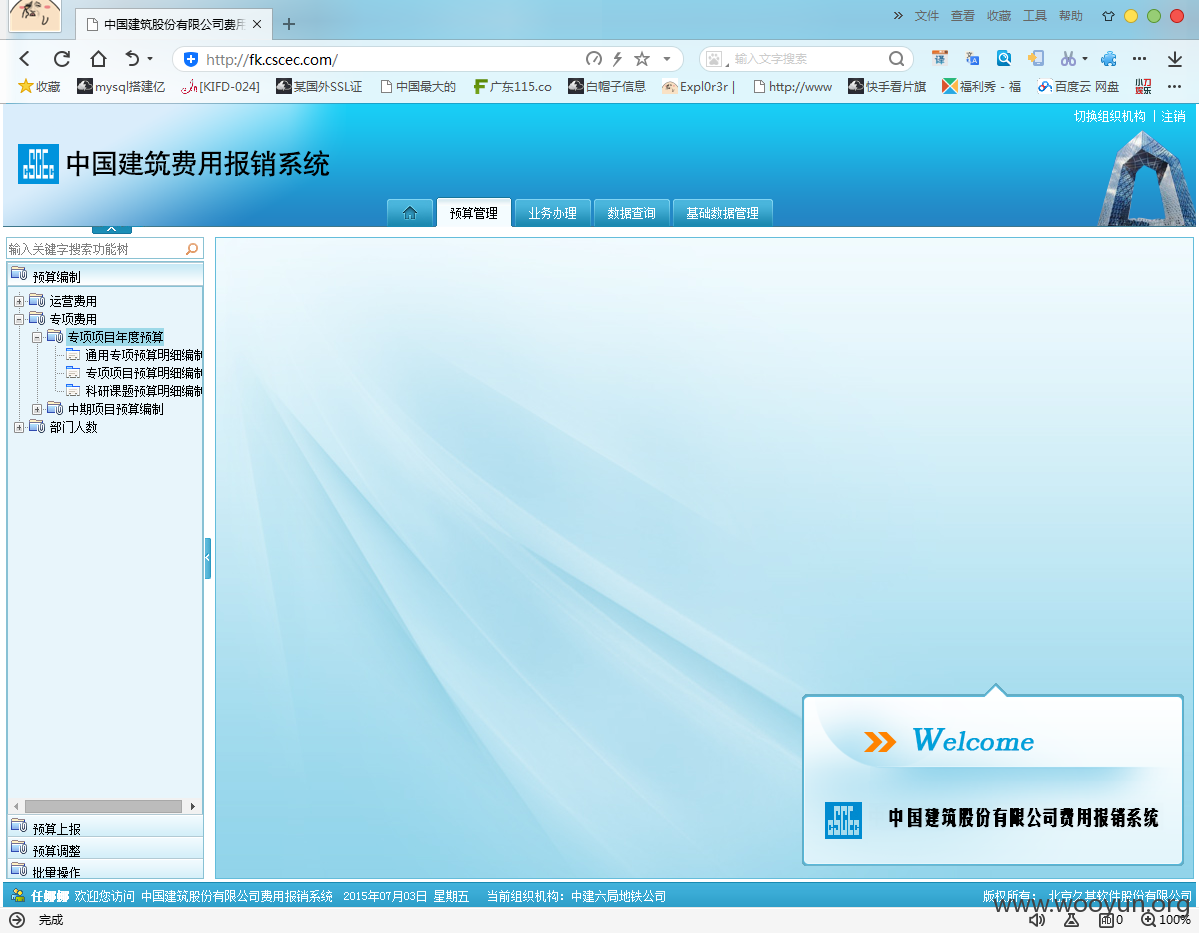 中国建筑股份有限公司费用
文件 查看 收藏 工具 帮助
http://fk.cscec.com/
输入文字搜索
收藏 mysql搭建亿 [KIFD-024] 某国外SSL证 中国最大的 广东115.co 白帽子信息 Expl0r3r | http://www 快手看片旗 福利秀 - 福 百度云 网盘
切换组织机构 | 注销
中国建筑费用报销系统
预算管理 业务办理 数据查询 基础数据管理
输入关键字搜索功能树
预算编制
运营费用
专项费用
专项项目年度预算
通用专项预算明细编制
专项项目预算明细编制
科研课题预算明细编制
中期项目预算编制
部门人数
Welcome
中国建筑股份有限公司费用报销系统
预算上报
预算调整
批量操作
任娜娜 欢迎您访问 中国建筑股份有限公司费用报销系统 2015年07月03日 星期五 当前组织机构：中建六局地铁公司
版权所有： 北京久其软件股份有限公司
www.wooyun.org
完成
0 100%